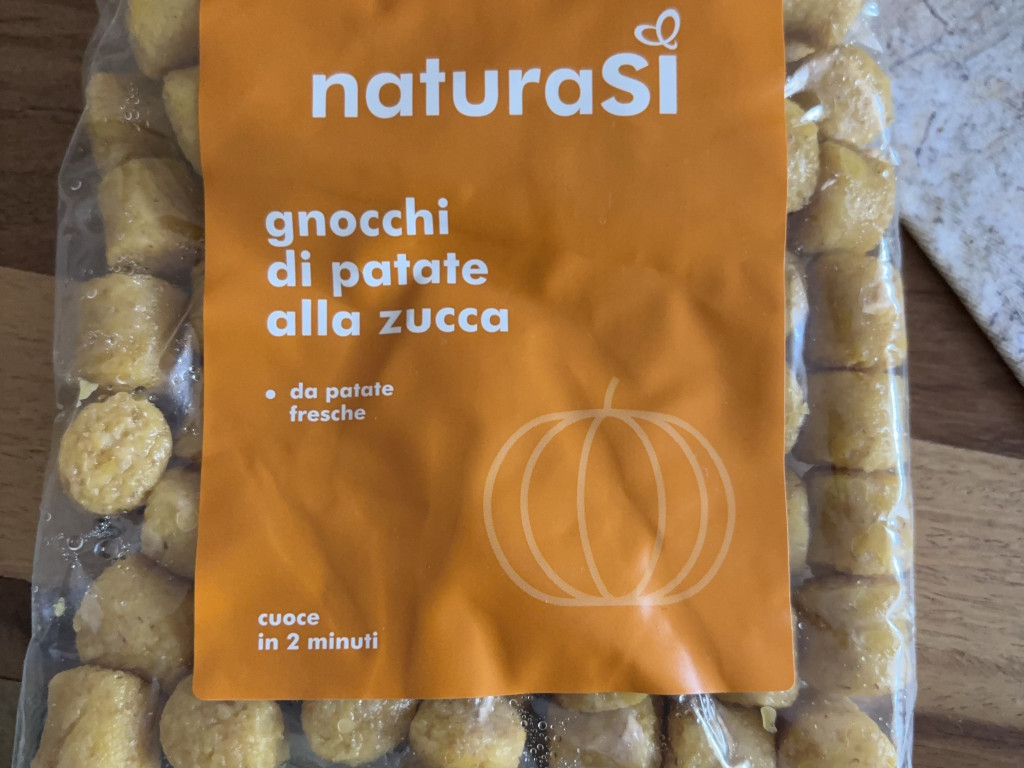 naturaSì
gnocchi
di patate
alla zucca
• da patate
fresche
cuoce
in 2 minuti